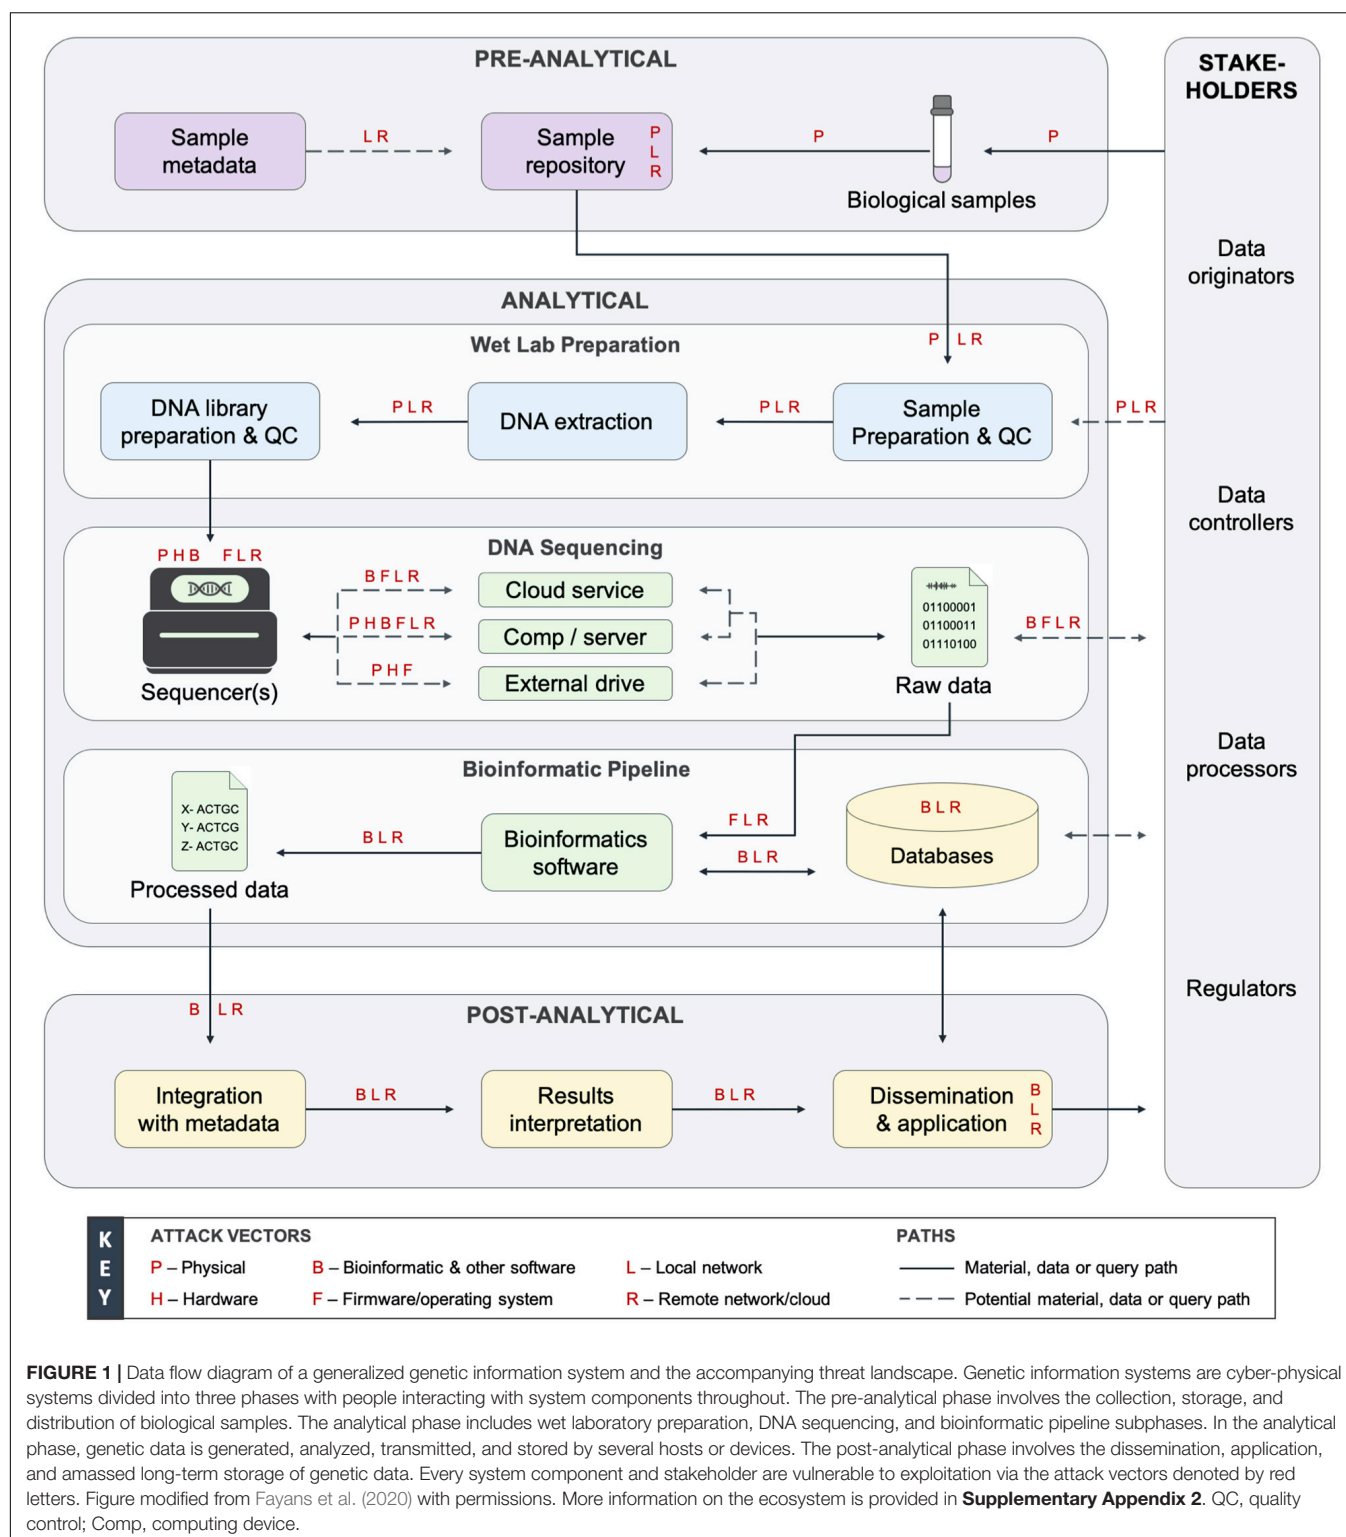 PRE-ANALYTICAL
STAKE-
HOLDERS
Sample
metadata
L R
Sample
repository
P
L
R
P
Biological samples
P
Data
originators
ANALYTICAL
Wet Lab Preparation
P L R
DNA library
preparation & QC
P L R
DNA extraction
P L R
Sample
Preparation & QC
P L R
Data
controllers
DNA Sequencing
P H B F L R
Sequencer(s)
B F L R
P H B F L R
P H F
Cloud service
Comp / server
External drive
01100001
01100011
01110100
Raw data
B F L R
Data
processors
Bioinformatic Pipeline
X- ACTGC
Y- ACTCG
Z- ACTGC
Processed data
B L R
Bioinformatics
software
F L R
B L R
B L R
Databases
Regulators
B L R
POST-ANALYTICAL
Integration
with metadata
B L R
Results
interpretation
B L R
Dissemination
& application
B
L
R
K
E
Y
ATTACK VECTORS
P – Physical
B – Bioinformatic & other software
L – Local network
H – Hardware
F – Firmware/operating system
R – Remote network/cloud
PATHS
Material, data or query path
Potential material, data or query path
FIGURE 1 | Data flow diagram of a generalized genetic information system and the accompanying threat landscape. Genetic information systems are cyber-physical
systems divided into three phases with people interacting with system components throughout. The pre-analytical phase involves the collection, storage, and
distribution of biological samples. The analytical phase includes wet laboratory preparation, DNA sequencing, and bioinformatic pipeline subphases. In the analytical
phase, genetic data is generated, analyzed, transmitted, and stored by several hosts or devices. The post-analytical phase involves the dissemination, application,
and amassed long-term storage of genetic data. Every system component and stakeholder are vulnerable to exploitation via the attack vectors denoted by red
letters. Figure modified from Fayans et al. (2020) with permissions. More information on the ecosystem is provided in Supplementary Appendix 2. QC, quality
control; Comp, computing device.